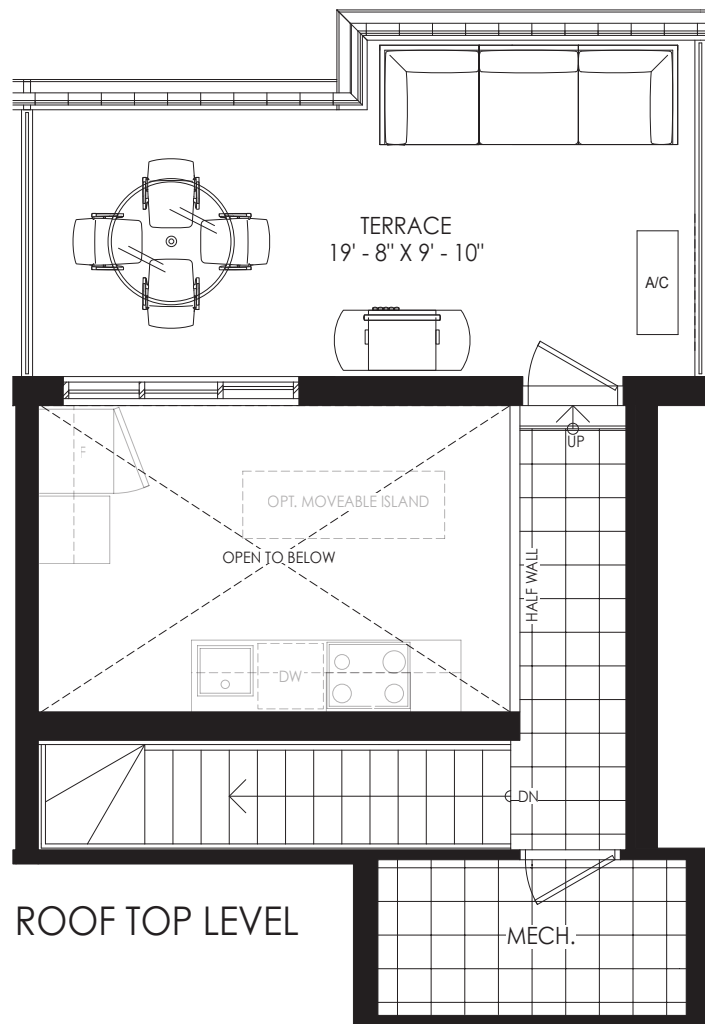 TERRACE
19' - 8" X 9' - 10"
A/C
UP
F
OPT. MOVEABLE ISLAND
OPEN TO BELOW
HALF WALL
DW
DN
ROOF TOP LEVEL
MECH.